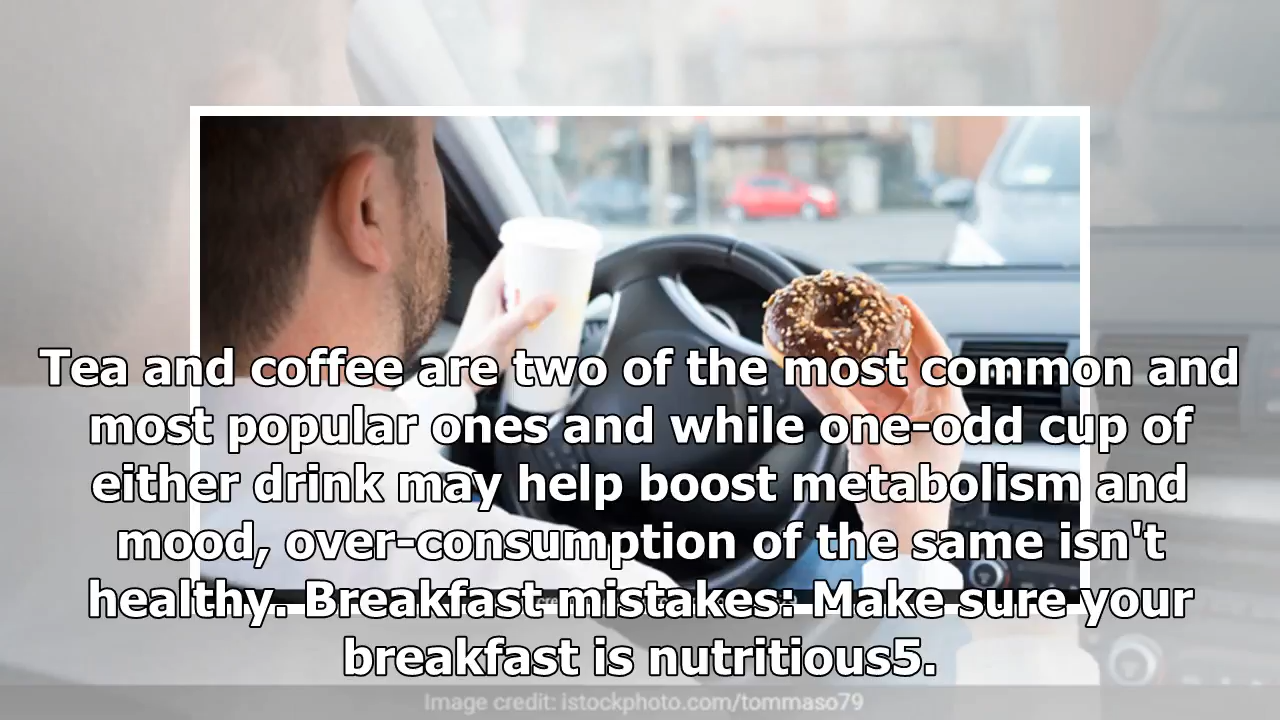 Tea and coffee are two of the most common and
most popular ones and while one-odd cup of
either drink may help boost metabolism and
mood, over-consumption of the same isn't
healthy. Breakfast mistakes: Make sure your
breakfast is nutritious5.
Image credit: istockphoto.com/tommaso79